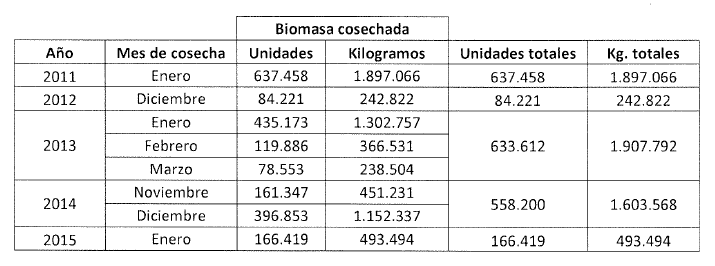 Biomasa cosechada
Año Mes de cosecha Unidades Kilogramos Unidades totales Kg. totales
2011 Enero 637.458 1.897.066 637.458 1.897.066
2012 Diciembre 84.221 242.822 84.221 242.822
2013 Enero 435.173 1.302.757 633.612 1.907.792
Febrero 119.886 366.531
Marzo 78.553 238.504
2014 Noviembre 161.347 451.231 558.200 1.603.568
Diciembre 396.853 1.152.337
2015 Enero 166.419 493.494 166.419 493.494